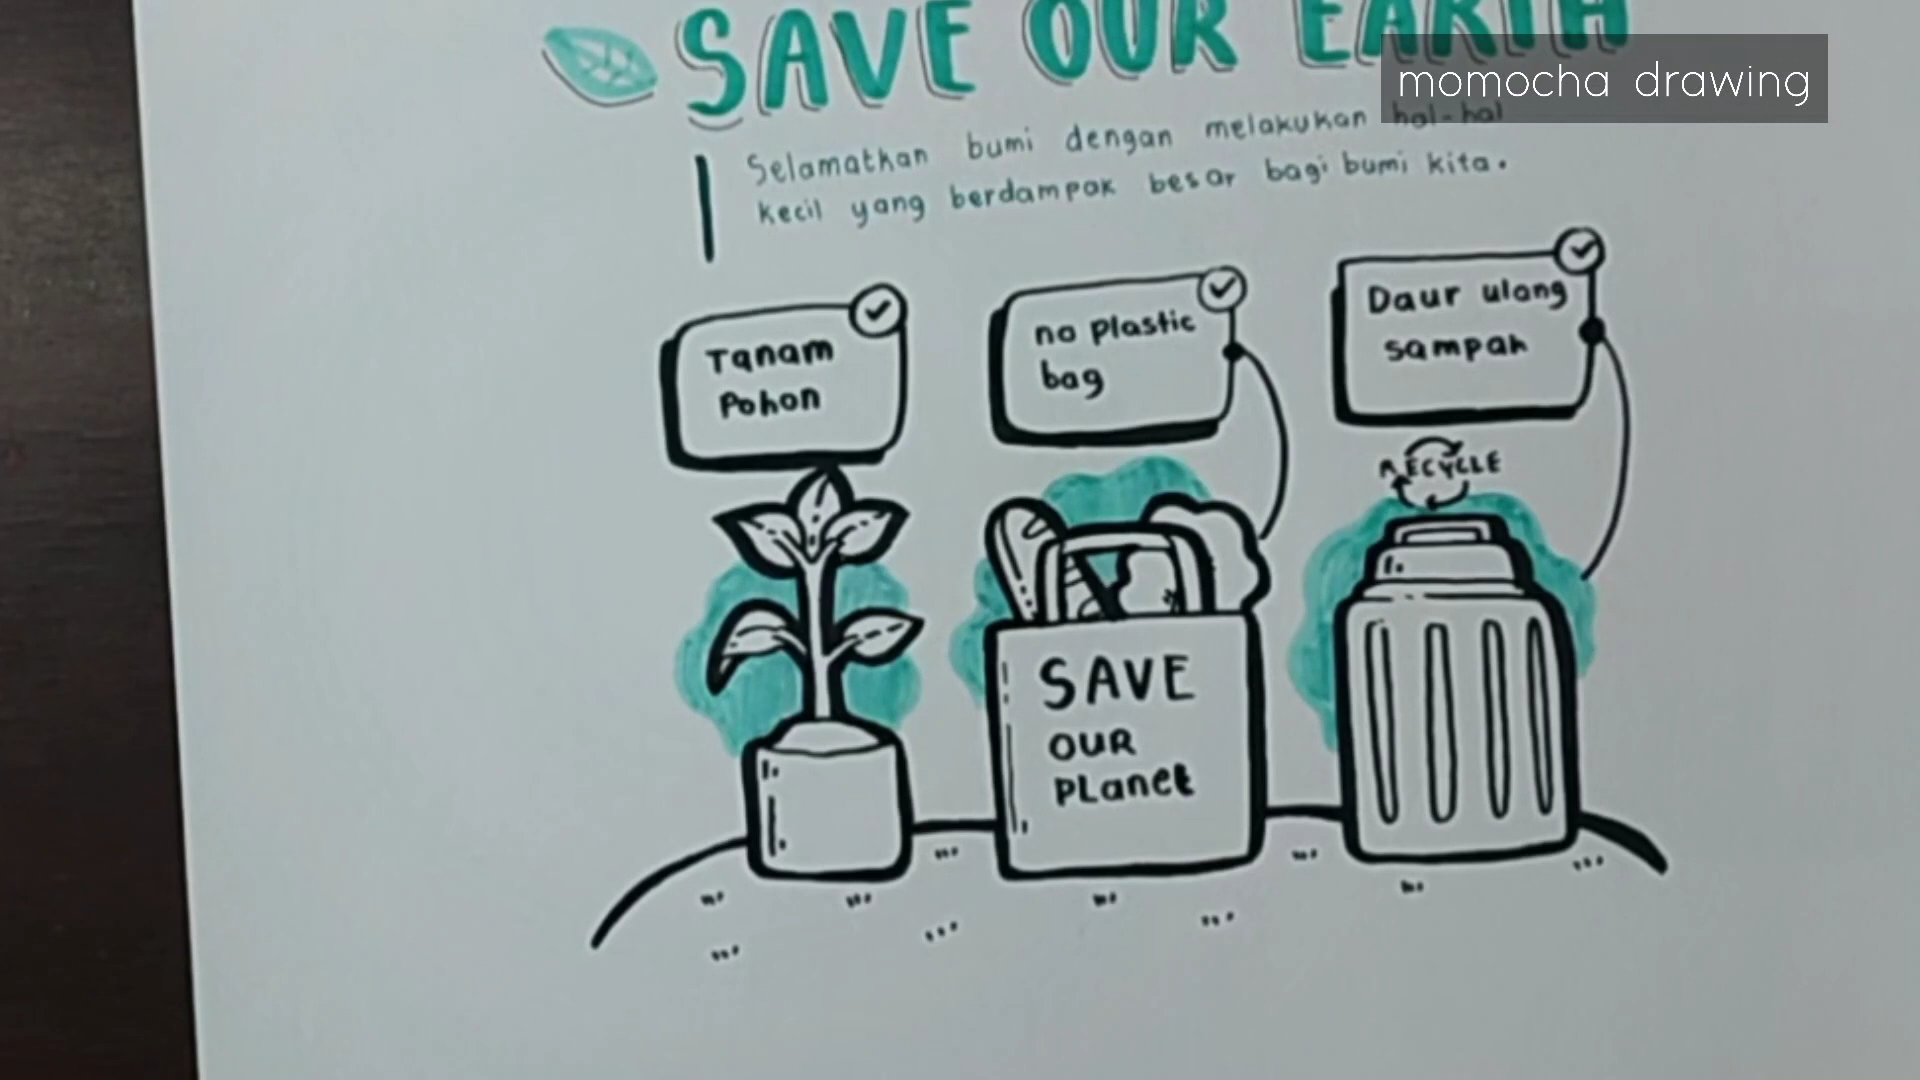 SAVE OUR EARTH
momocha drawing
Selamatkan bumi dengan melakukan hal-hal
kecil yang berdampak besar bagi bumi kita.
Tanam
Pohon
no plastic
bag
Daur ulang
sampah
RECYCLE
SAVE
OUR
PLanet